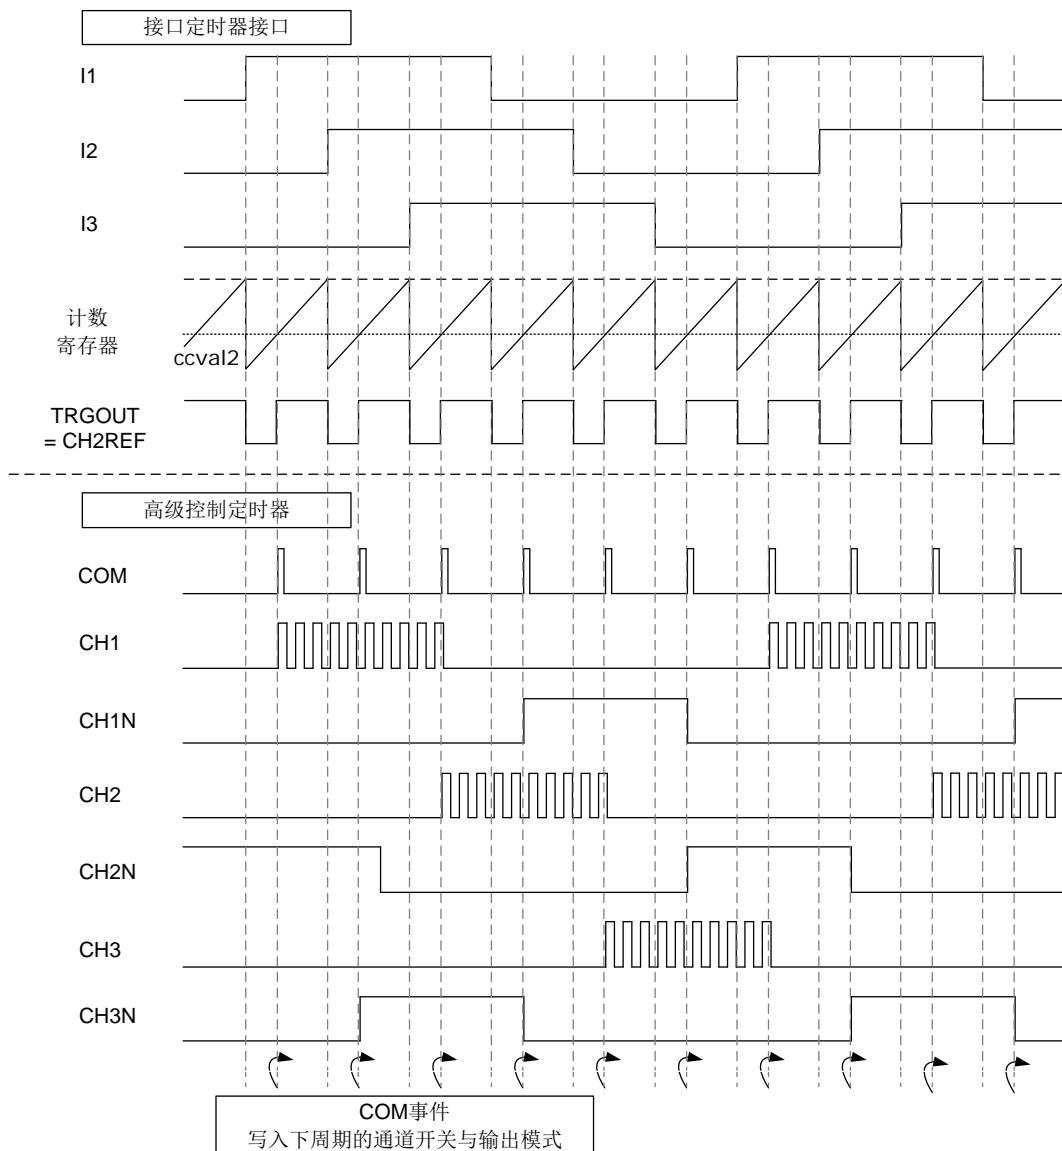 接口定时器接口
I1
I2
I3
计数
寄存器
ccval2
TRGOUT
= CH2REF
高级控制定时器
COM
CH1
CH1N
CH2
CH2N
CH3
CH3N
COM事件
写入下周期的通道开关与输出模式